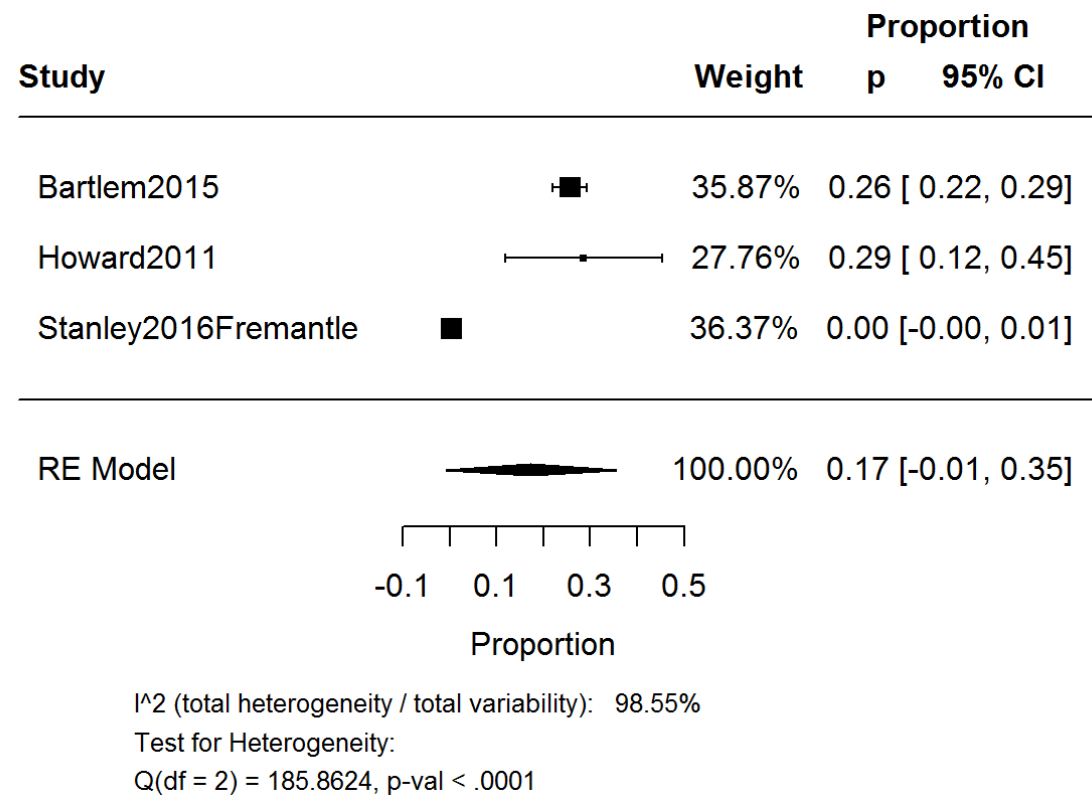 Proportion
Study Weight p 95% CI
Bartlem2015 35.87% 0.26 [ 0.22, 0.29]
Howard2011 27.76% 0.29 [ 0.12, 0.45]
Stanley2016Fremantle 36.37% 0.00 [-0.00, 0.01]
RE Model 100.00% 0.17 [-0.01, 0.35]
-0.1 0.1 0.3 0.5
Proportion
I^2 (total heterogeneity / total variability): 98.55%
Test for Heterogeneity:
Q(df = 2) = 185.8624, p-val < .0001